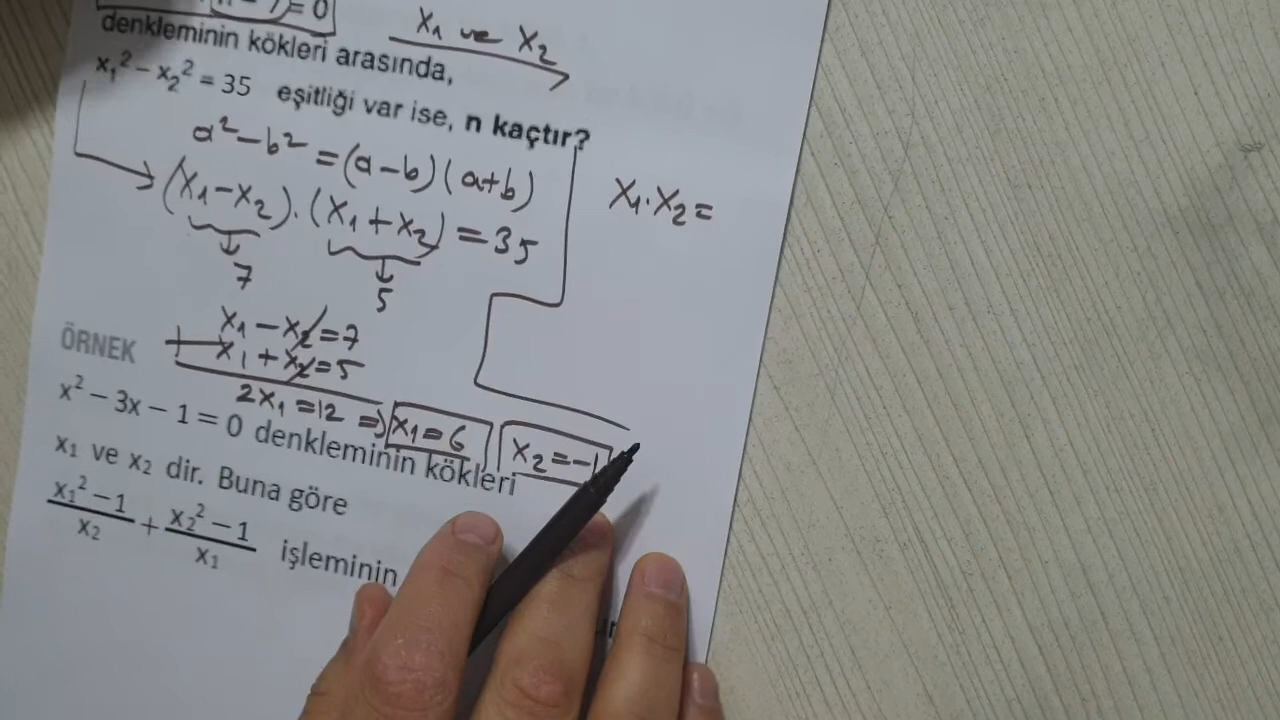 = 0
x₁ ve x₂
denkleminin kökleri arasında,
x₁² − x₂² = 35 eşitliği var ise, n kaçtır?
a² − b² = (a − b)(a + b)
(x₁ − x₂) . (x₁ + x₂) = 35
7 5
x₁ . x₂ =
x₁ − x₂ = 7
+ x₁ + x₂ = 5
2x₁ = 12 ⇒ x₁ = 6 x₂ = −1
ÖRNEK
x² − 3x − 1 = 0 denkleminin kökleri
x₁ ve x₂ dir. Buna göre
(x₁² − 1)/x₂ + (x₂² − 1)/x₁ işleminin